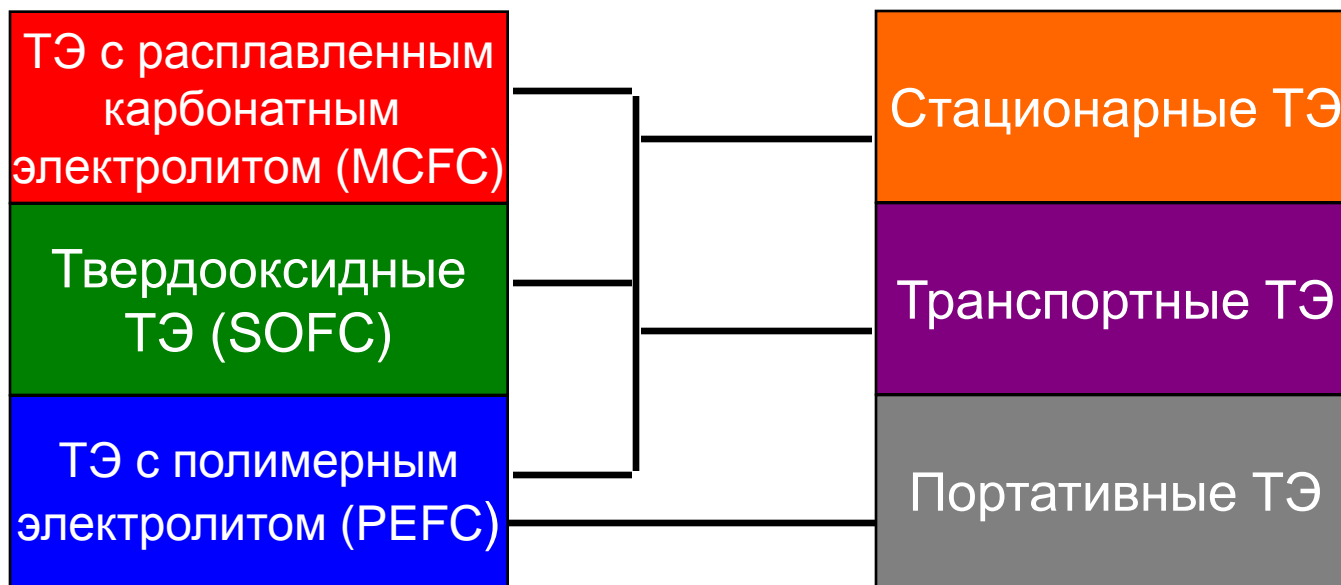 ТЭ с расплавленным
карбонатным
электролитом (MCFC)
Твердооксидные
ТЭ (SOFC)
ТЭ с полимерным
электролитом (PEFC)
Стационарные ТЭ
Транспортные ТЭ
Портативные ТЭ